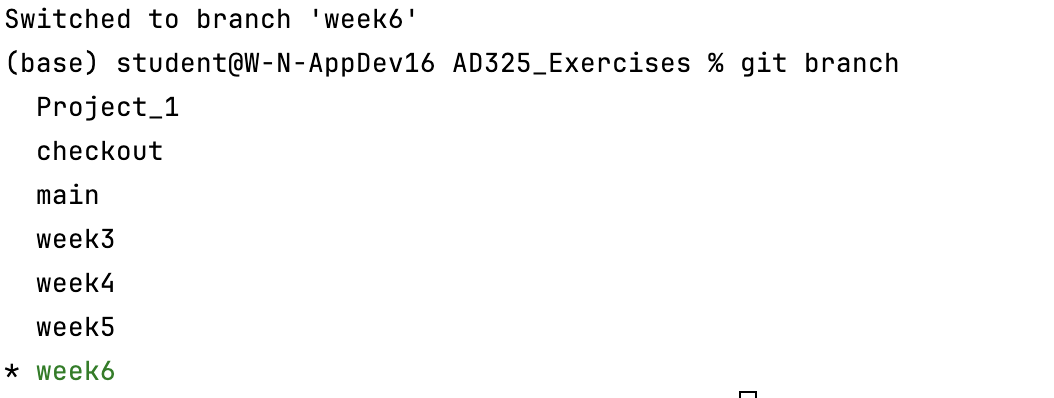 Switched to branch 'week6'
(base) student@W-N-AppDev16 AD325_Exercises % git branch
  Project_1
  checkout
  main
  week3
  week4
  week5
* week6